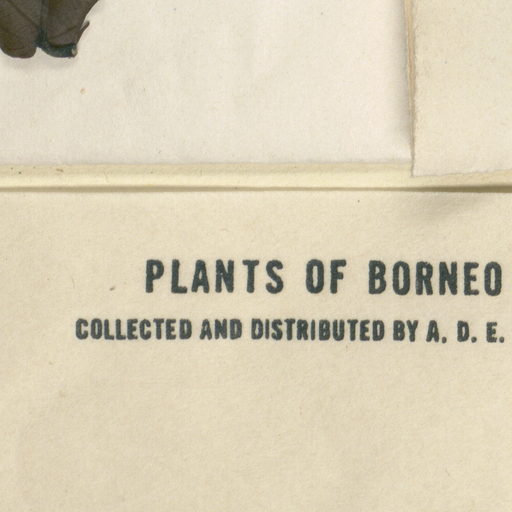 PLANTS OF BORNEO
COLLECTED AND DISTRIBUTED BY A. D. E.